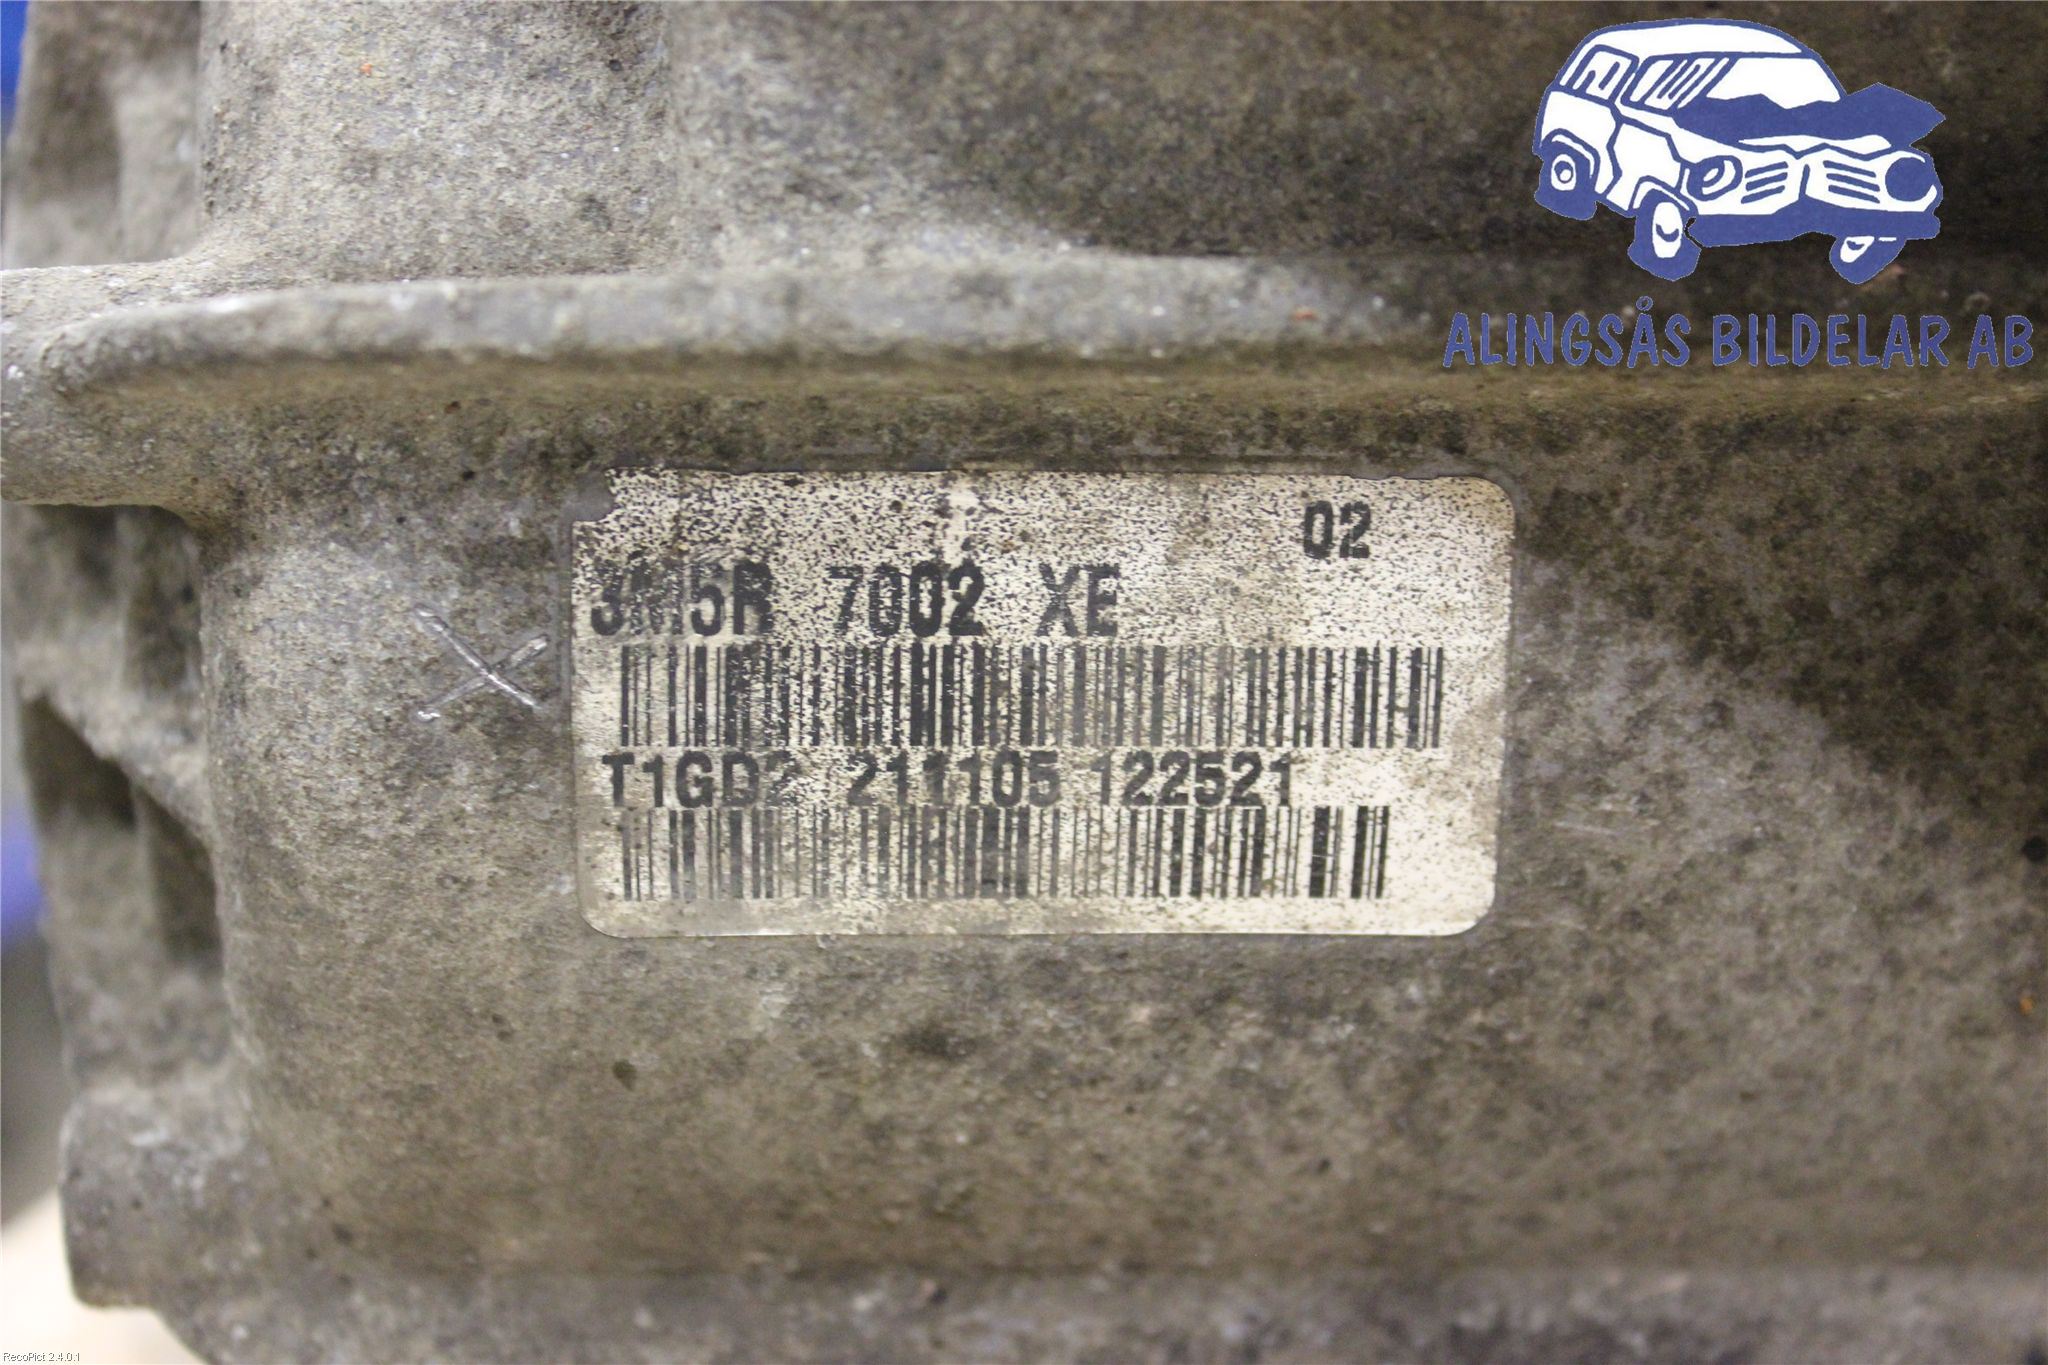 ALINGSÅS BILDELAR AB
02
3M5R 7002 XE
T1GD2 211105 122521
RecoPict 2.4.0.1